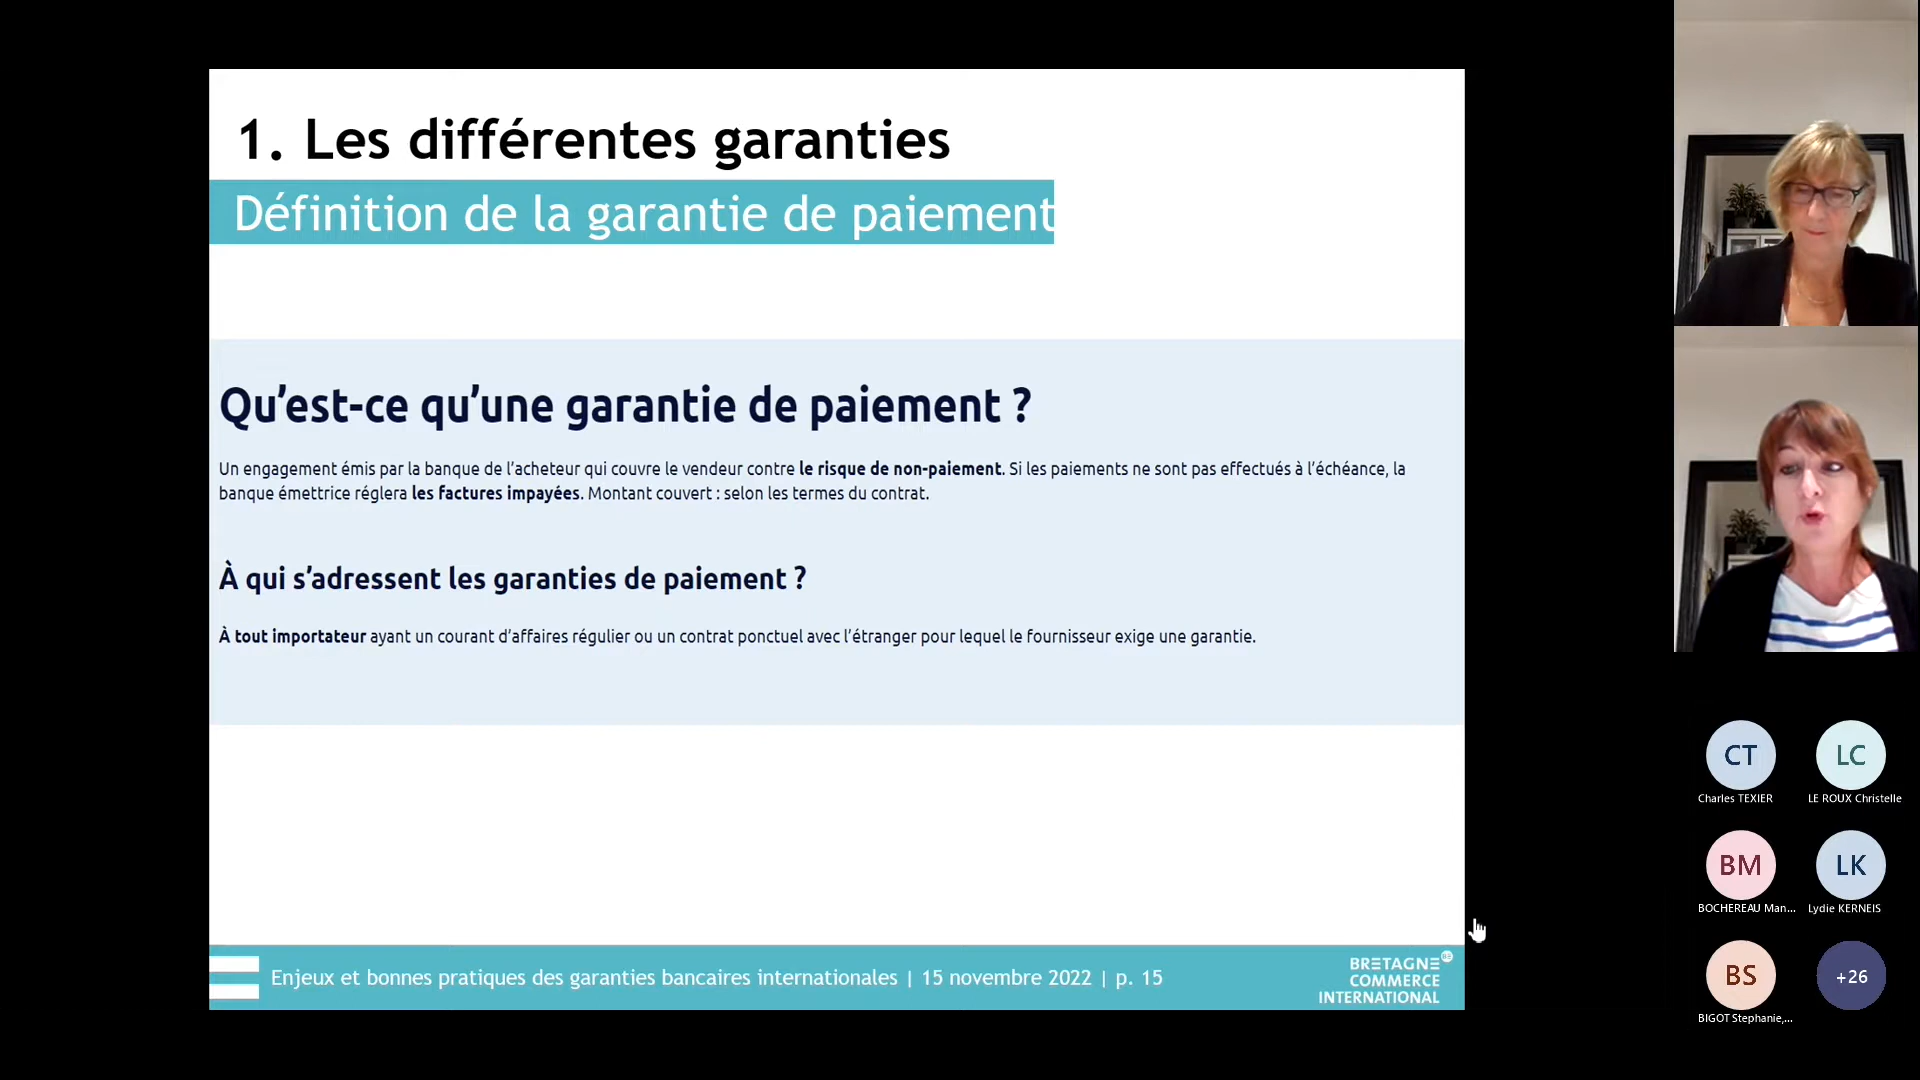 1. Les différentes garanties
Définition de la garantie de paiement
Qu’est-ce qu’une garantie de paiement ?
Un engagement émis par la banque de l’acheteur qui couvre le vendeur contre le risque de non-paiement. Si les paiements ne sont pas effectués à l’échéance, la
banque émettrice réglera les factures impayées. Montant couvert : selon les termes du contrat.
À qui s’adressent les garanties de paiement ?
À tout importateur ayant un courant d’affaires régulier ou un contrat ponctuel avec l’étranger pour lequel le fournisseur exige une garantie.
Enjeux et bonnes pratiques des garanties bancaires internationales | 15 novembre 2022 | p. 15
BRETAGNE
COMMERCE
INTERNATIONAL
CT
Charles TEXIER
LC
LE ROUX Christelle
BM
BOCHEREAU Man...
LK
Lydie KERNEIS
BS
BIGOT Stephanie,...
+26